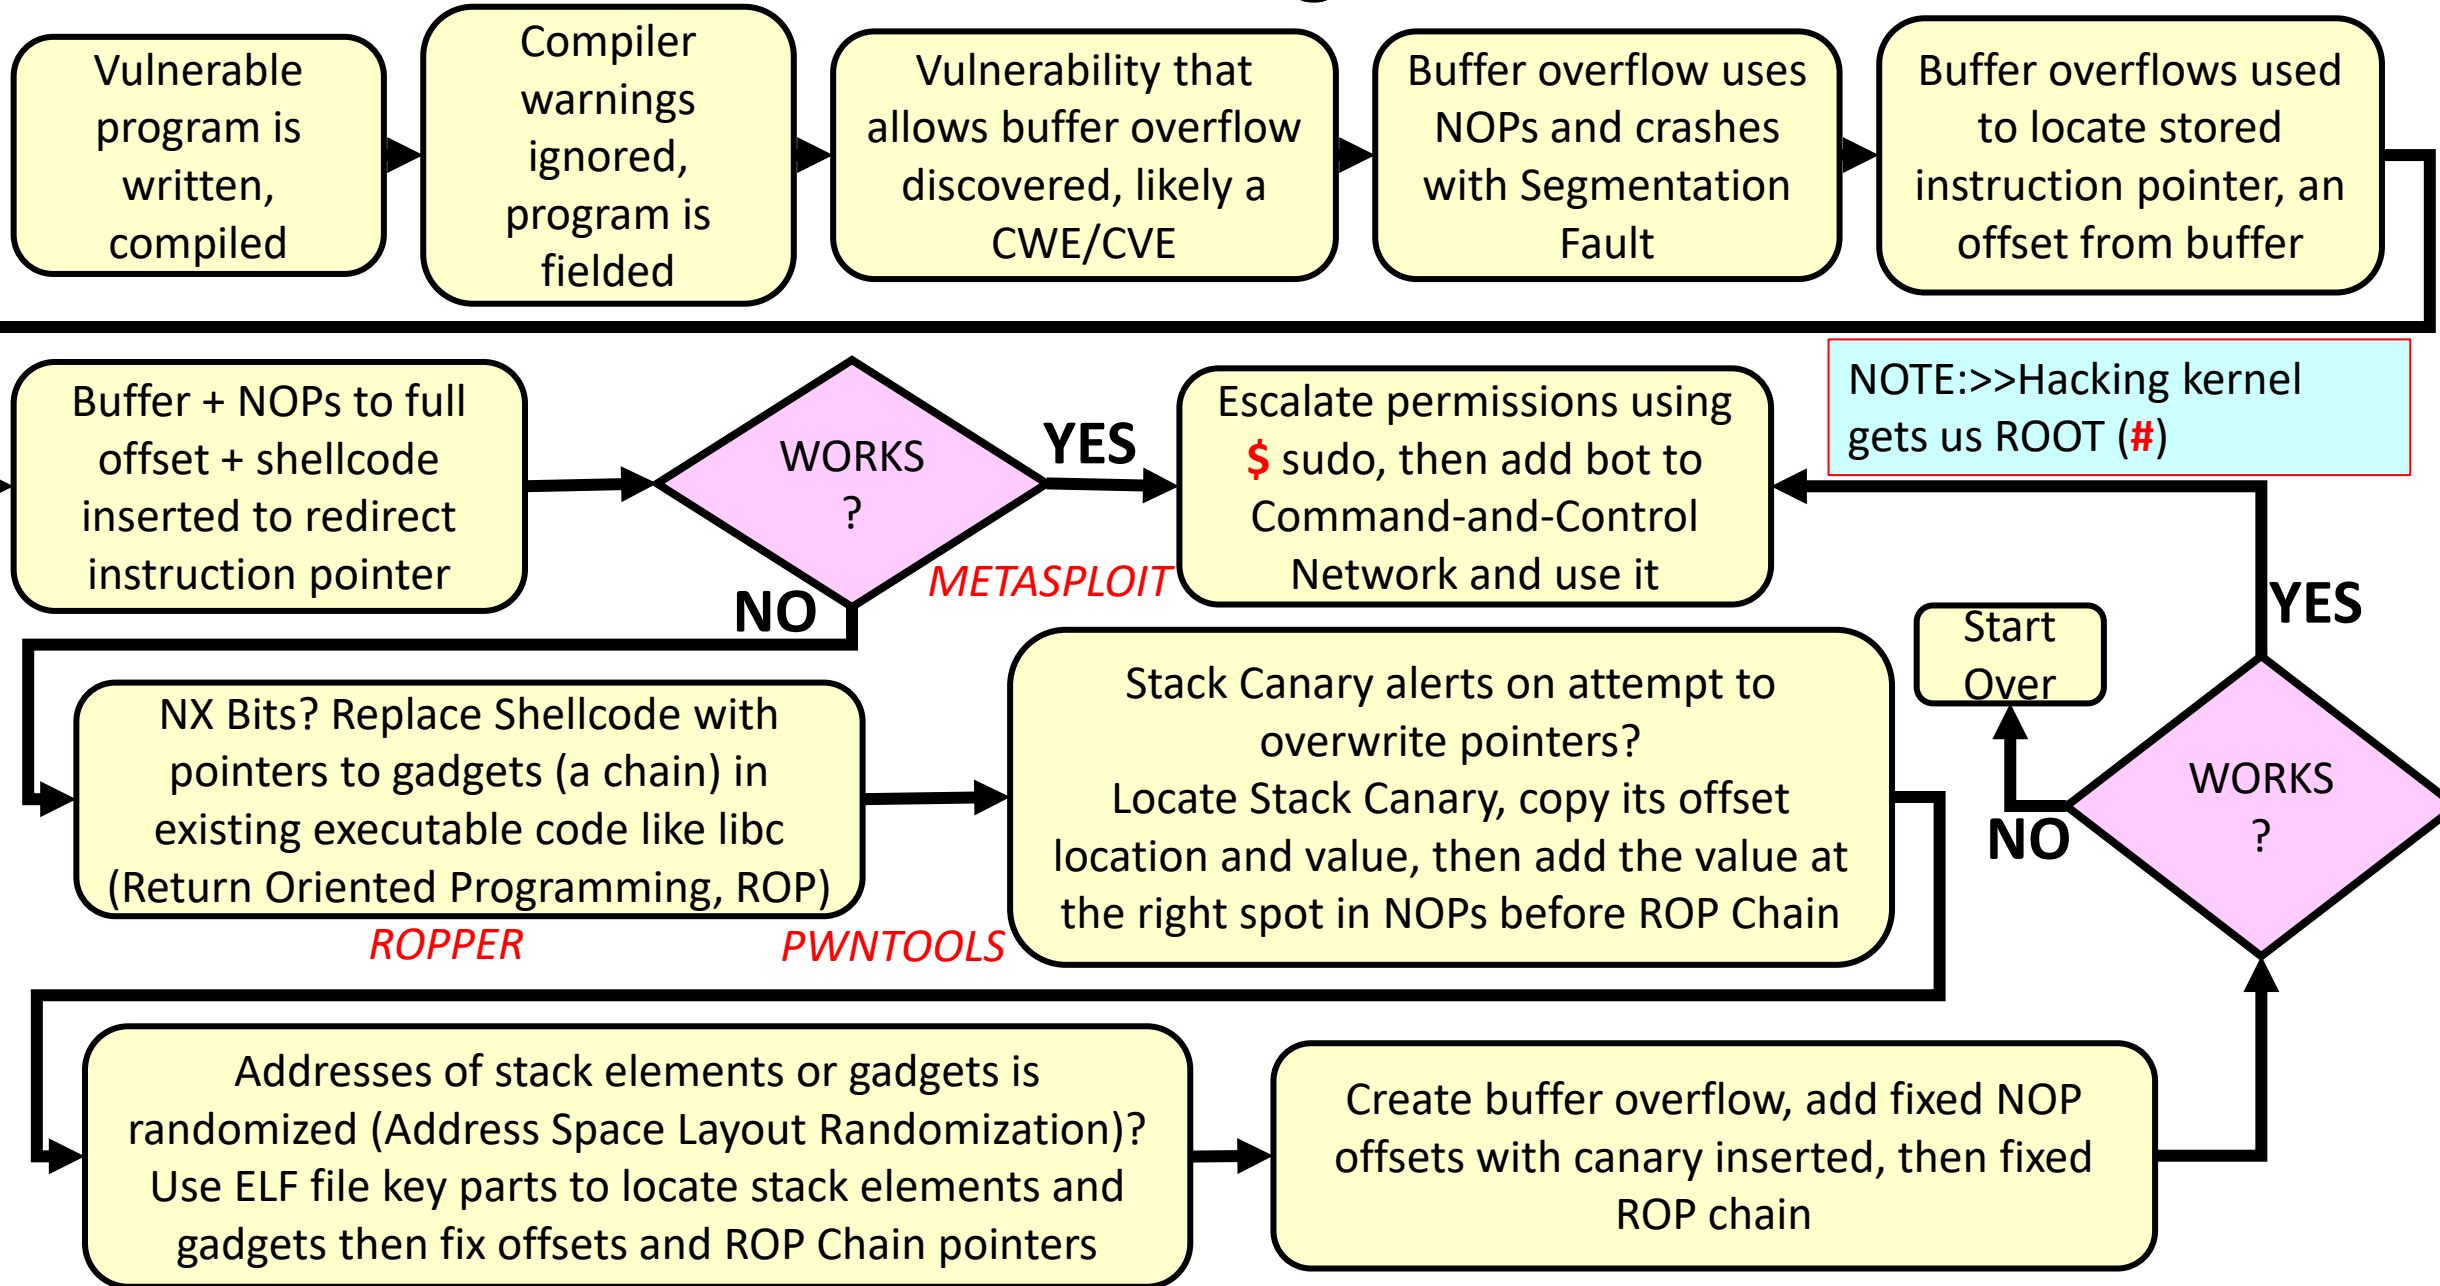 Vulnerable
program is
written,
compiled
Compiler
warnings
ignored,
program is
fielded
Vulnerability that
allows buffer overflow
discovered, likely a
CWE/CVE
Buffer overflow uses
NOPs and crashes
with Segmentation
Fault
Buffer overflows used
to locate stored
instruction pointer, an
offset from buffer
Buffer + NOPs to full
offset + shellcode
inserted to redirect
instruction pointer
WORKS
?
YES
NO
METASPLOIT
Escalate permissions using
$ sudo, then add bot to
Command-and-Control
Network and use it
NOTE:>>Hacking kernel
gets us ROOT (#)
NX Bits? Replace Shellcode with
pointers to gadgets (a chain) in
existing executable code like libc
(Return Oriented Programming, ROP)
ROPPER
PWNTOOLS
Stack Canary alerts on attempt to
overwrite pointers?
Locate Stack Canary, copy its offset
location and value, then add the value at
the right spot in NOPs before ROP Chain
Start
Over
YES
NO
WORKS
?
Addresses of stack elements or gadgets is
randomized (Address Space Layout Randomization)?
Use ELF file key parts to locate stack elements and
gadgets then fix offsets and ROP Chain pointers
Create buffer overflow, add fixed NOP
offsets with canary inserted, then fixed
ROP chain